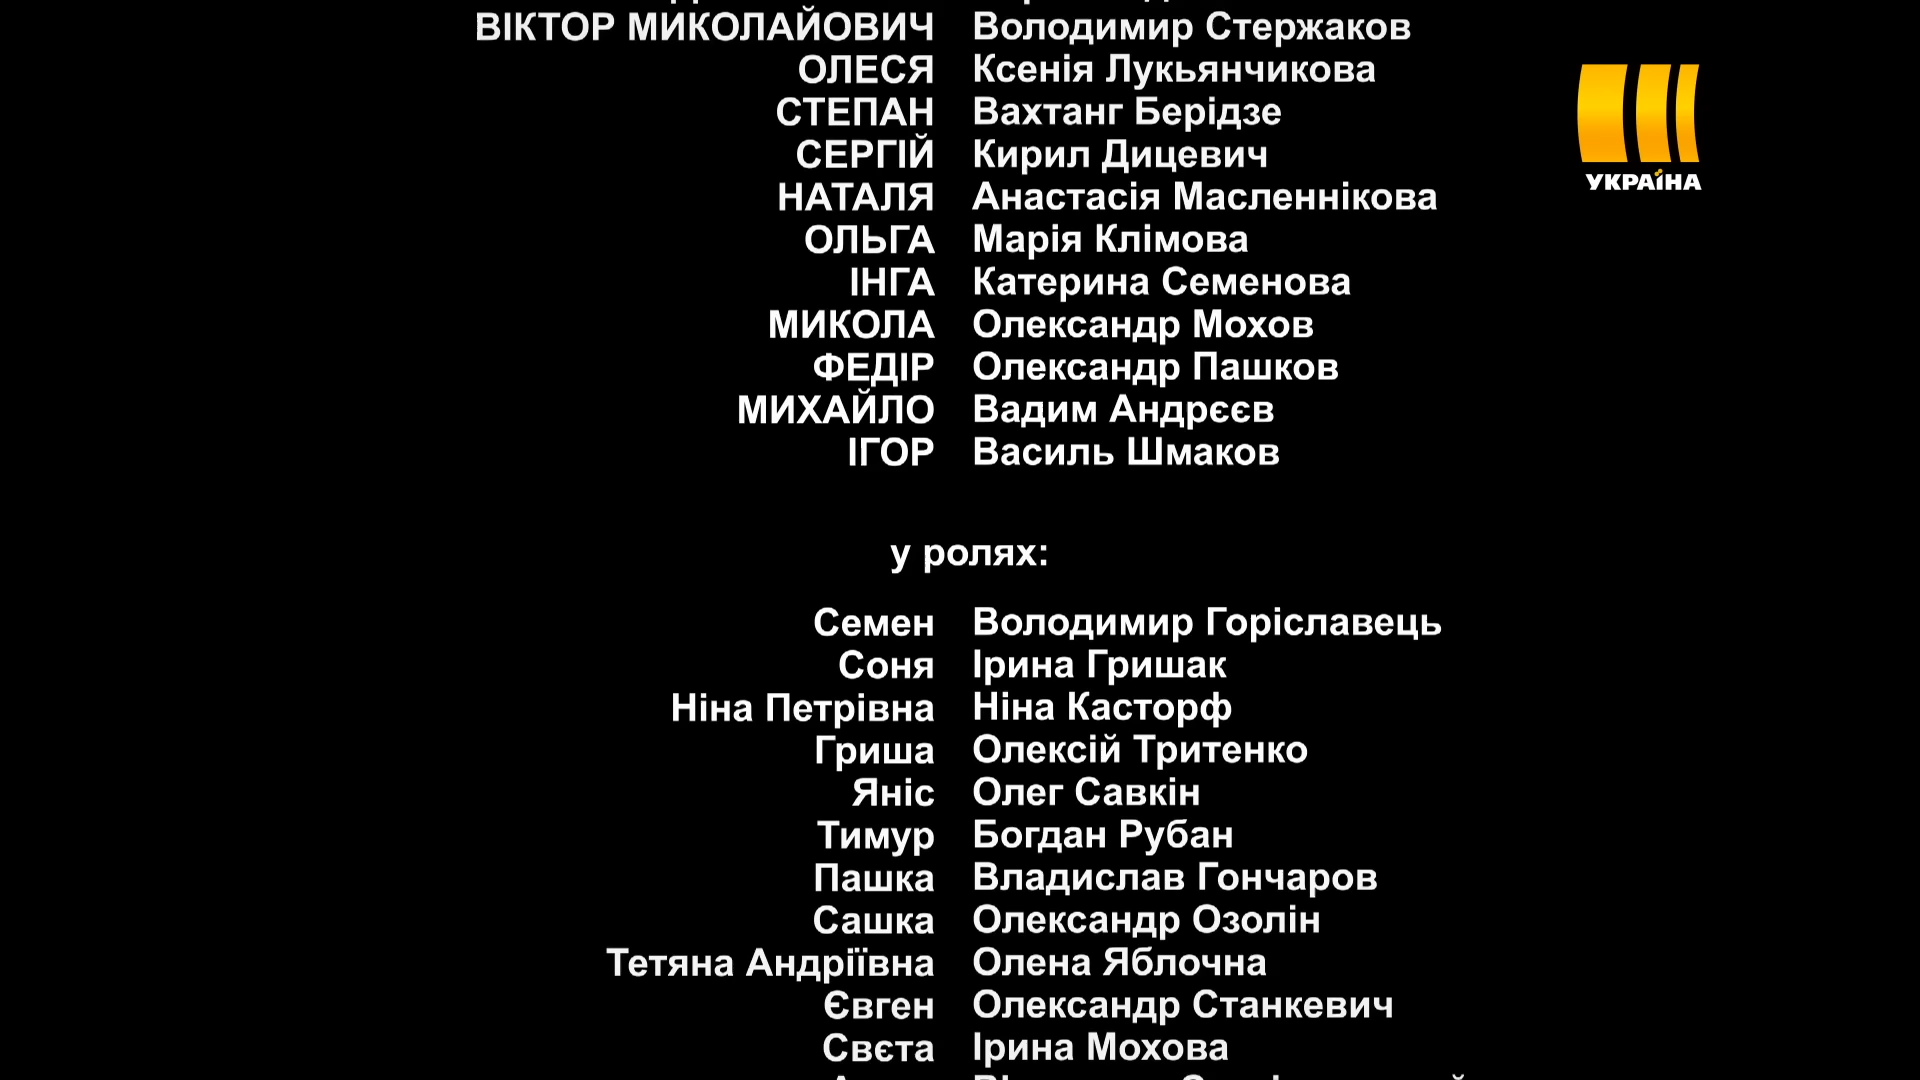 ВІКТОР МИКОЛАЙОВИЧ Володимир Стержаков
ОЛЕСЯ Ксенія Лукьянчикова
СТЕПАН Вахтанг Берідзе
СЕРГІЙ Кирил Дицевич
НАТАЛЯ Анастасія Масленнікова
ОЛЬГА Марія Клімова
ІНГА Катерина Семенова
МИКОЛА Олександр Мохов
ФЕДІР Олександр Пашков
МИХАЙЛО Вадим Андрєєв
ІГОР Василь Шмаков
УКРАЇНА
у ролях:
Семен Володимир Горіславець
Соня Ірина Гришак
Ніна Петрівна Ніна Касторф
Гриша Олексій Тритенко
Яніс Олег Савкін
Тимур Богдан Рубан
Пашка Владислав Гончаров
Сашка Олександр Озолін
Тетяна Андріївна Олена Яблочна
Євген Олександр Станкевич
Свєта Ірина Мохова